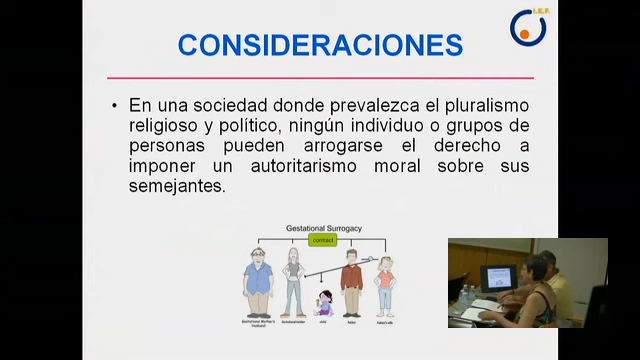 I.E.F.
CONSIDERACIONES
• En una sociedad donde prevalezca el pluralismo
religioso y político, ningún individuo o grupos de
personas pueden arrogarse el derecho a
imponer un autoritarismo moral sobre sus
semejantes.
Gestational Surrogacy
contract